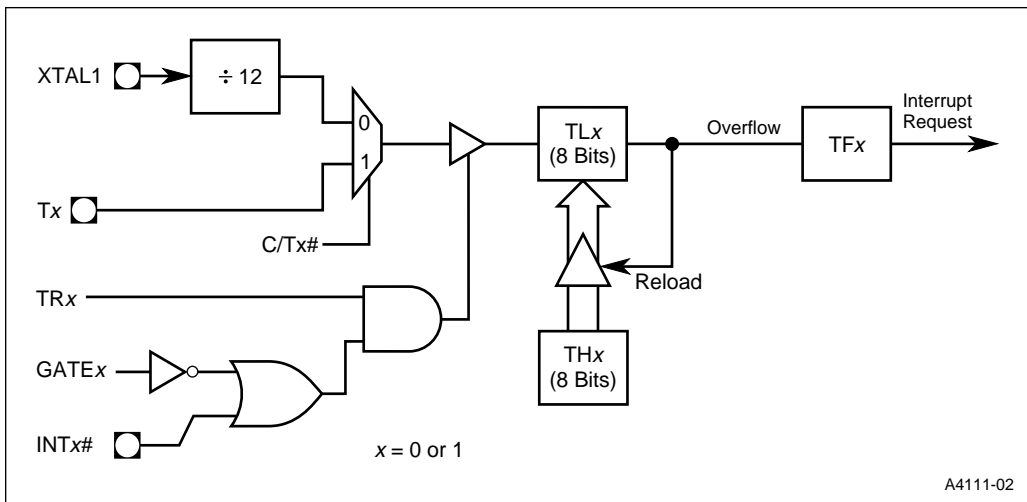 XTAL1
÷ 12
0
1
Tx
C/Tx#
TRx
GATEx
INTx#
x = 0 or 1
TLx
(8 Bits)
Overflow
TFx
Interrupt
Request
Reload
THx
(8 Bits)
A4111-02